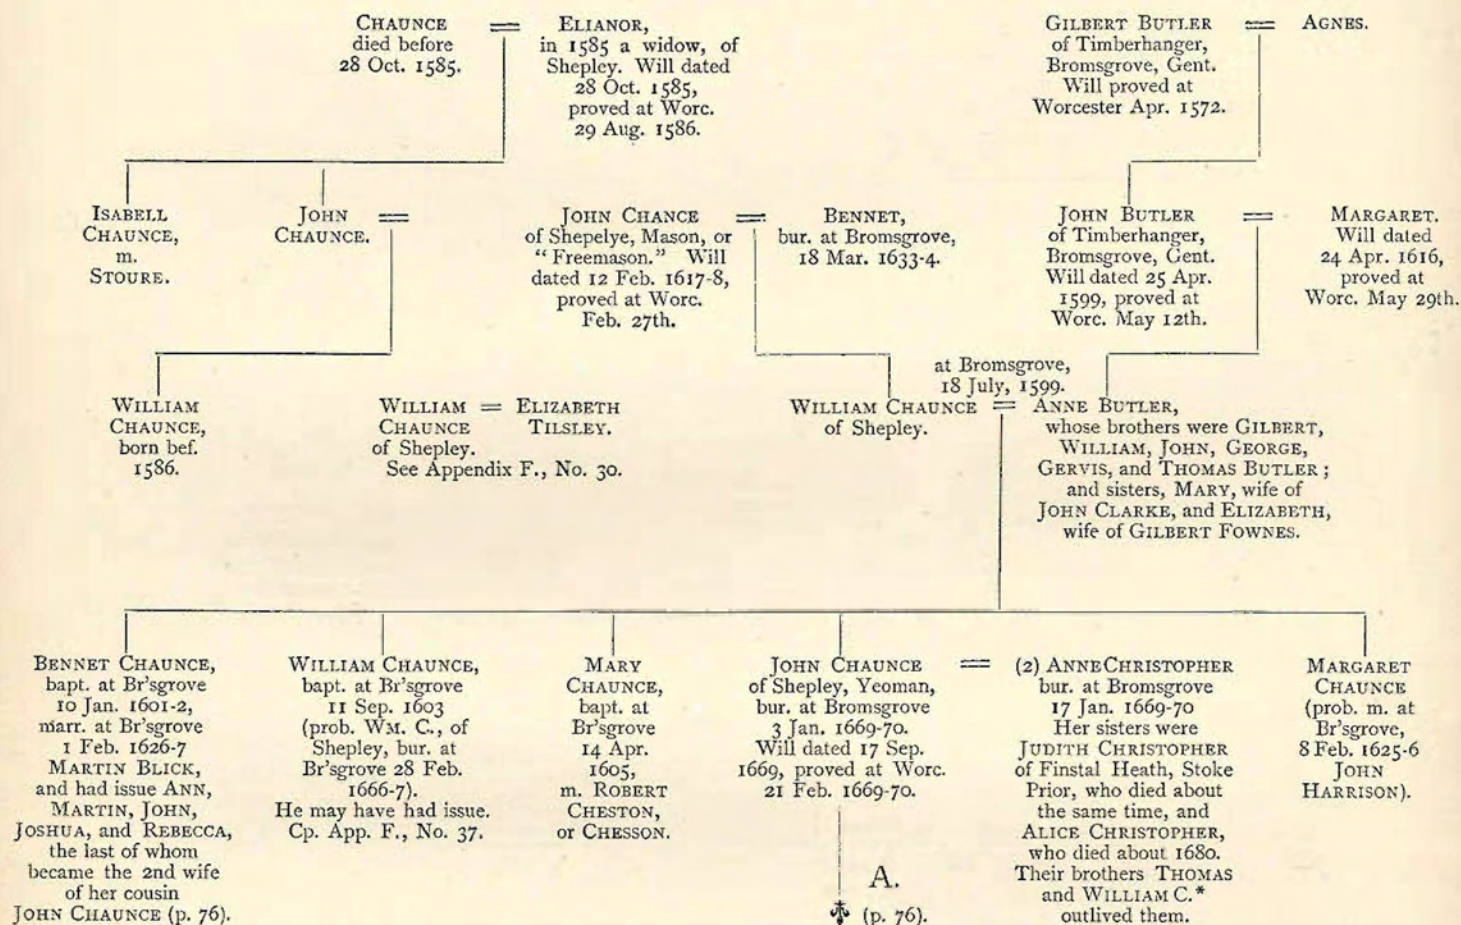 CHAUNCE
died before
28 Oct. 1585.
=
ELIANOR,
in 1585 a widow, of
Shepley. Will dated
28 Oct. 1585,
proved at Worc.
29 Aug. 1586.
GILBERT BUTLER
of Timberhanger,
Bromsgrove, Gent.
Will proved at
Worcester Apr. 1572.
=
AGNES.
ISABELL
CHAUNCE,
m.
STOURE.
JOHN
CHAUNCE.
=
JOHN CHANCE
of Shepelye, Mason, or
"Freemason." Will
dated 12 Feb. 1617-8,
proved at Worc.
Feb. 27th.
=
BENNET,
bur. at Bromsgrove,
18 Mar. 1633-4.
JOHN BUTLER
of Timberhanger,
Bromsgrove, Gent.
Will dated 25 Apr.
1599, proved at
Worc. May 12th.
=
MARGARET.
Will dated
24 Apr. 1616,
proved at
Worc. May 29th.
WILLIAM
CHAUNCE,
born bef.
1586.
WILLIAM = ELIZABETH
CHAUNCE TILSLEY.
of Shepley.
See Appendix F., No. 30.
at Bromsgrove,
18 July, 1599.
WILLIAM CHAUNCE
of Shepley.
=
ANNE BUTLER,
whose brothers were GILBERT,
WILLIAM, JOHN, GEORGE,
GERVIS, and THOMAS BUTLER;
and sisters, MARY, wife of
JOHN CLARKE, and ELIZABETH,
wife of GILBERT FOWNES.
BENNET CHAUNCE,
bapt. at Br'sgrove
10 Jan. 1601-2,
marr. at Br'sgrove
1 Feb. 1626-7
MARTIN BLICK,
and had issue ANN,
MARTIN, JOHN,
JOSHUA, and REBECCA,
the last of whom
became the 2nd wife
of her cousin
JOHN CHAUNCE (p. 76).
WILLIAM CHAUNCE,
bapt. at Br'sgrove
11 Sep. 1603
(prob. WM. C., of
Shepley, bur. at
Br'sgrove 28 Feb.
1666-7).
He may have had issue.
Cp. App. F., No. 37.
MARY
CHAUNCE,
bapt. at
Br'sgrove
14 Apr.
1605,
m. ROBERT
CHESTON,
or CHESSON.
JOHN CHAUNCE
of Shepley, Yeoman,
bur. at Bromsgrove
3 Jan. 1669-70.
Will dated 17 Sep.
1669, proved at Worc.
21 Feb. 1669-70.
A.
(p. 76).
=
(2) ANNE CHRISTOPHER
bur. at Bromsgrove
17 Jan. 1669-70
Her sisters were
JUDITH CHRISTOPHER
of Finstal Heath, Stoke
Prior, who died about
the same time, and
ALICE CHRISTOPHER,
who died about 1680.
Their brothers THOMAS
and WILLIAM C.*
outlived them.
MARGARET
CHAUNCE
(prob. m. at
Br'sgrove,
8 Feb. 1625-6
JOHN
HARRISON).